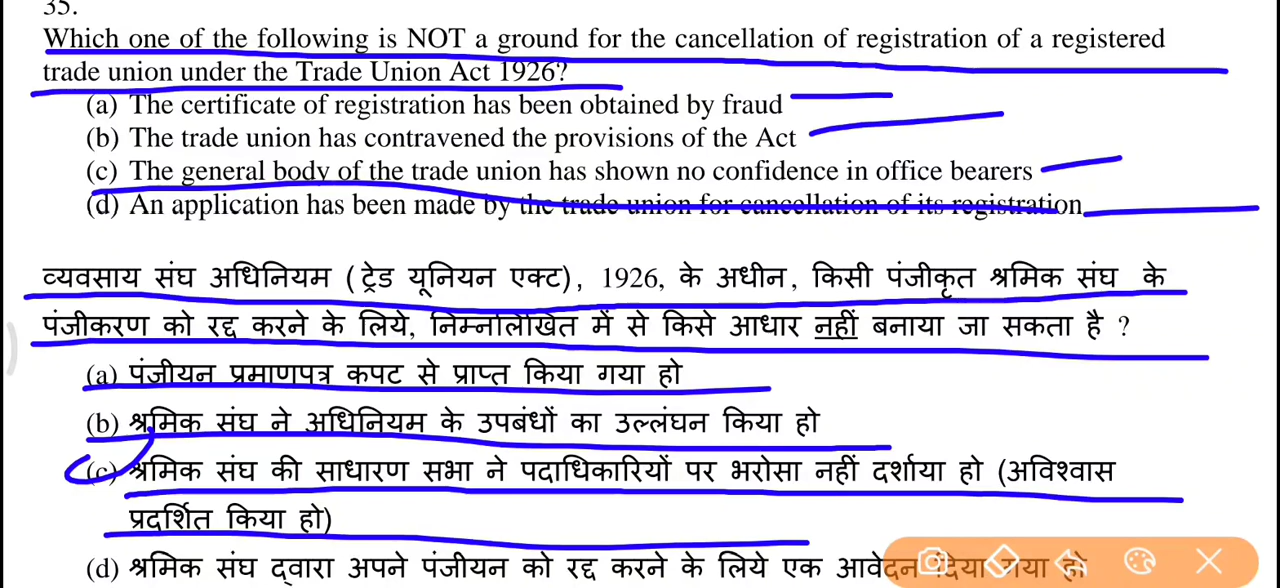 35.
Which one of the following is NOT a ground for the cancellation of registration of a registered
trade union under the Trade Union Act 1926?
(a) The certificate of registration has been obtained by fraud
(b) The trade union has contravened the provisions of the Act
(c) The general body of the trade union has shown no confidence in office bearers
(d) An application has been made by the trade union for cancellation of its registration
व्यवसाय संघ अधिनियम (ट्रेड यूनियन एक्ट), 1926, के अधीन, किसी पंजीकृत श्रमिक संघ के
पंजीकरण को रद्द करने के लिये, निम्नलिखित में से किसे आधार नहीं बनाया जा सकता है ?
(a) पंजीयन प्रमाणपत्र कपट से प्राप्त किया गया हो
(b) श्रमिक संघ ने अधिनियम के उपबंधों का उल्लंघन किया हो
(c) श्रमिक संघ की साधारण सभा ने पदाधिकारियों पर भरोसा नहीं दर्शाया हो (अविश्वास
प्रदर्शित किया हो)
(d) श्रमिक संघ द्वारा अपने पंजीयन को रद्द करने के लिये एक आवेदन दिया गया हो